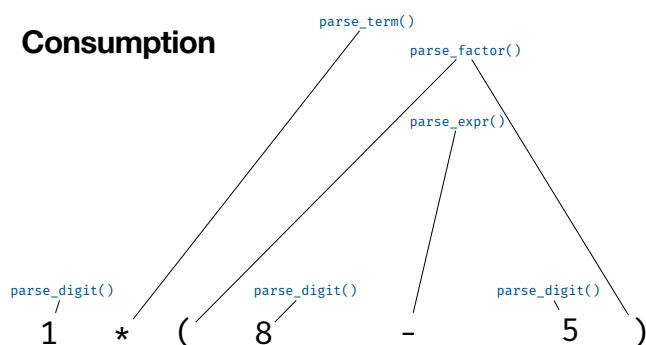 Consumption
parse_term()
parse_factor()
parse_expr()
parse_digit() parse_digit() parse_digit()
1 * ( 8 - 5 )